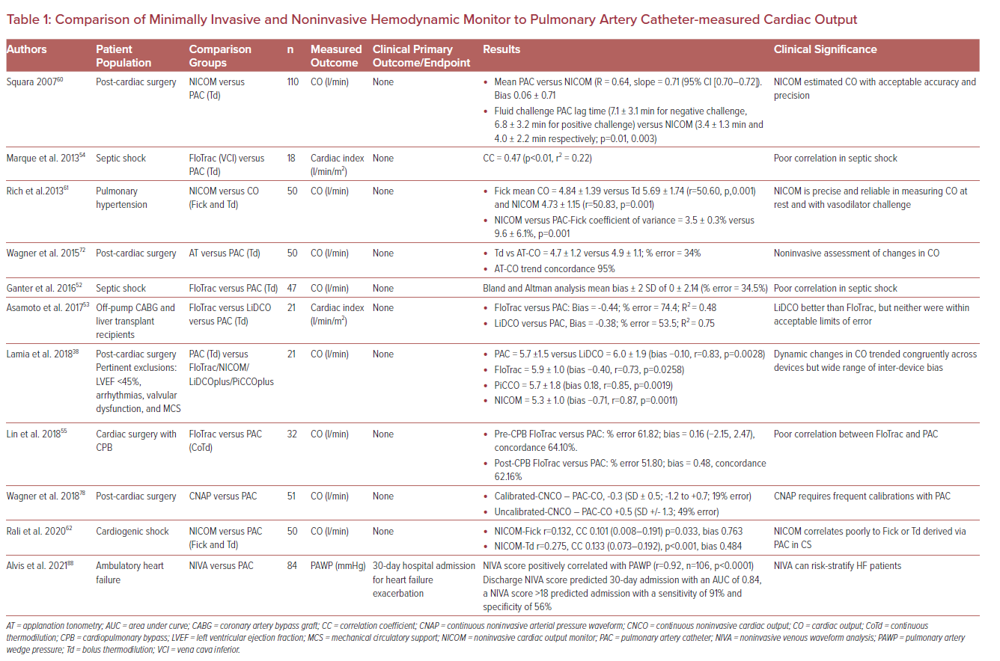 Table 1: Comparison of Minimally Invasive and Noninvasive Hemodynamic Monitor to Pulmonary Artery Catheter-measured Cardiac Output
Authors Patient Population Comparison Groups n Measured Outcome Clinical Primary Outcome/Endpoint Results Clinical Significance
Squara 2007⁶⁰ Post-cardiac surgery NICOM versus 110 CO (l/min) None • Mean PAC versus NICOM (R = 0.64, slope = 0.71 (95% CI [0.70–0.72]). NICOM estimated CO with acceptable accuracy and
PAC (Td) Bias 0.06 ± 0.71 precision
• Fluid challenge PAC lag time (7.1 ± 3.1 min for negative challenge,
6.8 ± 3.2 min for positive challenge) versus NICOM (3.4 ± 1.3 min and
4.0 ± 2.2 min respectively; p=0.01, 0.003)
Marque et al. 2013⁵⁴ Septic shock FloTrac (VCI) versus 18 Cardiac index None CC = 0.47 (p<0.01, r² = 0.22) Poor correlation in septic shock
PAC (Td) (l/min/m²)
Rich et al.2013⁶¹ Pulmonary NICOM versus CO 50 CO (l/min) None • Fick mean CO = 4.84 ± 1.39 versus Td 5.69 ± 1.74 (r=50.60, p,0.001) NICOM is precise and reliable in measuring CO at
hypertension (Fick and Td) and NICOM 4.73 ± 1.15 (r=50.83, p=0.001) rest and with vasodilator challenge
• NICOM versus PAC-Fick coefficient of variance = 3.5 ± 0.3% versus
9.6 ± 6.1%, p=0.001
Wagner et al. 2015⁷² Post-cardiac surgery AT versus PAC (Td) 50 CO (l/min) None • Td vs AT-CO = 4.7 ± 1.2 versus 4.9 ± 1.1; % error = 34% Noninvasive assessment of changes in CO
• AT-CO trend concordance 95%
Ganter et al. 2016⁵² Septic shock FloTrac versus PAC (Td) 47 CO (l/min) None Bland and Altman analysis mean bias ± 2 SD of 0 ± 2.14 (% error = 34.5%) Poor correlation in septic shock
Asamoto et al. 2017⁵³ Off-pump CABG and FloTrac versus LiDCO 21 Cardiac index None • FloTrac versus PAC: Bias = -0.44; % error = 74.4; R² = 0.48 LiDCO better than FloTrac, but neither were within
liver transplant versus PAC (Td) (l/min/m²) • LiDCO versus PAC, Bias = -0.38; % error = 53.5; R² = 0.75 acceptable limits of error
recipients
Lamia et al. 2018³⁸ Post-cardiac surgery PAC (Td) versus 21 CO (l/min) None • PAC = 5.7 ±1.5 versus LiDCO = 6.0 ± 1.9 (bias −0.10, r=0.83, p=0.0028) Dynamic changes in CO trended congruently across
Pertinent exclusions: FloTrac/NICOM/ • FloTrac = 5.9 ± 1.0 (bias −0.40, r=0.73, p=0.0258) devices but wide range of inter-device bias
LVEF <45%, LiDCOplus/PiCCOplus • PiCCO = 5.7 ± 1.8 (bias 0.18, r=0.85, p=0.0019)
arrhythmias, valvular • NICOM = 5.3 ± 1.0 (bias −0.71, r=0.87, p=0.0011)
dysfunction, and MCS
Lin et al. 2018⁵⁵ Cardiac surgery with FloTrac versus PAC 32 CO (l/min) None • Pre-CPB FloTrac versus PAC: % error 61.82; bias = 0.16 (−2.15, 2.47), Poor correlation between FloTrac and PAC
CPB (CoTd) concordance 64.10%.
• Post-CPB FloTrac versus PAC: % error 51.80; bias = 0.48, concordance
62.16%
Wagner et al. 2018⁷⁸ Post-cardiac surgery CNAP versus PAC 51 CO (l/min) None • Calibrated-CNCO – PAC-CO, -0.3 (SD ± 0.5; -1.2 to +0.7; 19% error) CNAP requires frequent calibrations with PAC
• Uncalibrated-CNCO – PAC-CO +0.5 (SD +/- 1.3; 49% error)
Rali et al. 2020⁶² Cardiogenic shock NICOM versus PAC 50 CO (l/min) None • NICOM-Fick r=0.132, CC 0.101 (0.008–0.191) p=0.033, bias 0.763 NICOM correlates poorly to Fick or Td derived via
(Fick and Td) • NICOM-Td r=0.275, CC 0.133 (0.073–0.192), p<0.001, bias 0.484 PAC in CS
Alvis et al. 2021⁸⁸ Ambulatory heart NIVA versus PAC 84 PAWP (mmHg) 30-day hospital admission NIVA score positively correlated with PAWP (r=0.92, n=106, p<0.0001) NIVA can risk-stratify HF patients
failure for heart failure Discharge NIVA score predicted 30-day admission with an AUC of 0.84,
exacerbation a NIVA score >18 predicted admission with a sensitivity of 91% and
specificity of 56%
AT = applanation tonometry; AUC = area under curve; CABG = coronary artery bypass graft; CC = correlation coefficient; CNAP = continuous noninvasive arterial pressure waveform; CNCO = continuous noninvasive cardiac output; CO = cardiac output; CoTd = continuous
thermodilution; CPB = cardiopulmonary bypass; LVEF = left ventricular ejection fraction; MCS = mechanical circulatory support; NICOM = noninvasive cardiac output monitor; PAC = pulmonary artery catheter; NIVA = noninvasive venous waveform analysis; PAWP = pulmonary artery
wedge pressure; Td = bolus thermodilution; VCI = vena cava inferior.